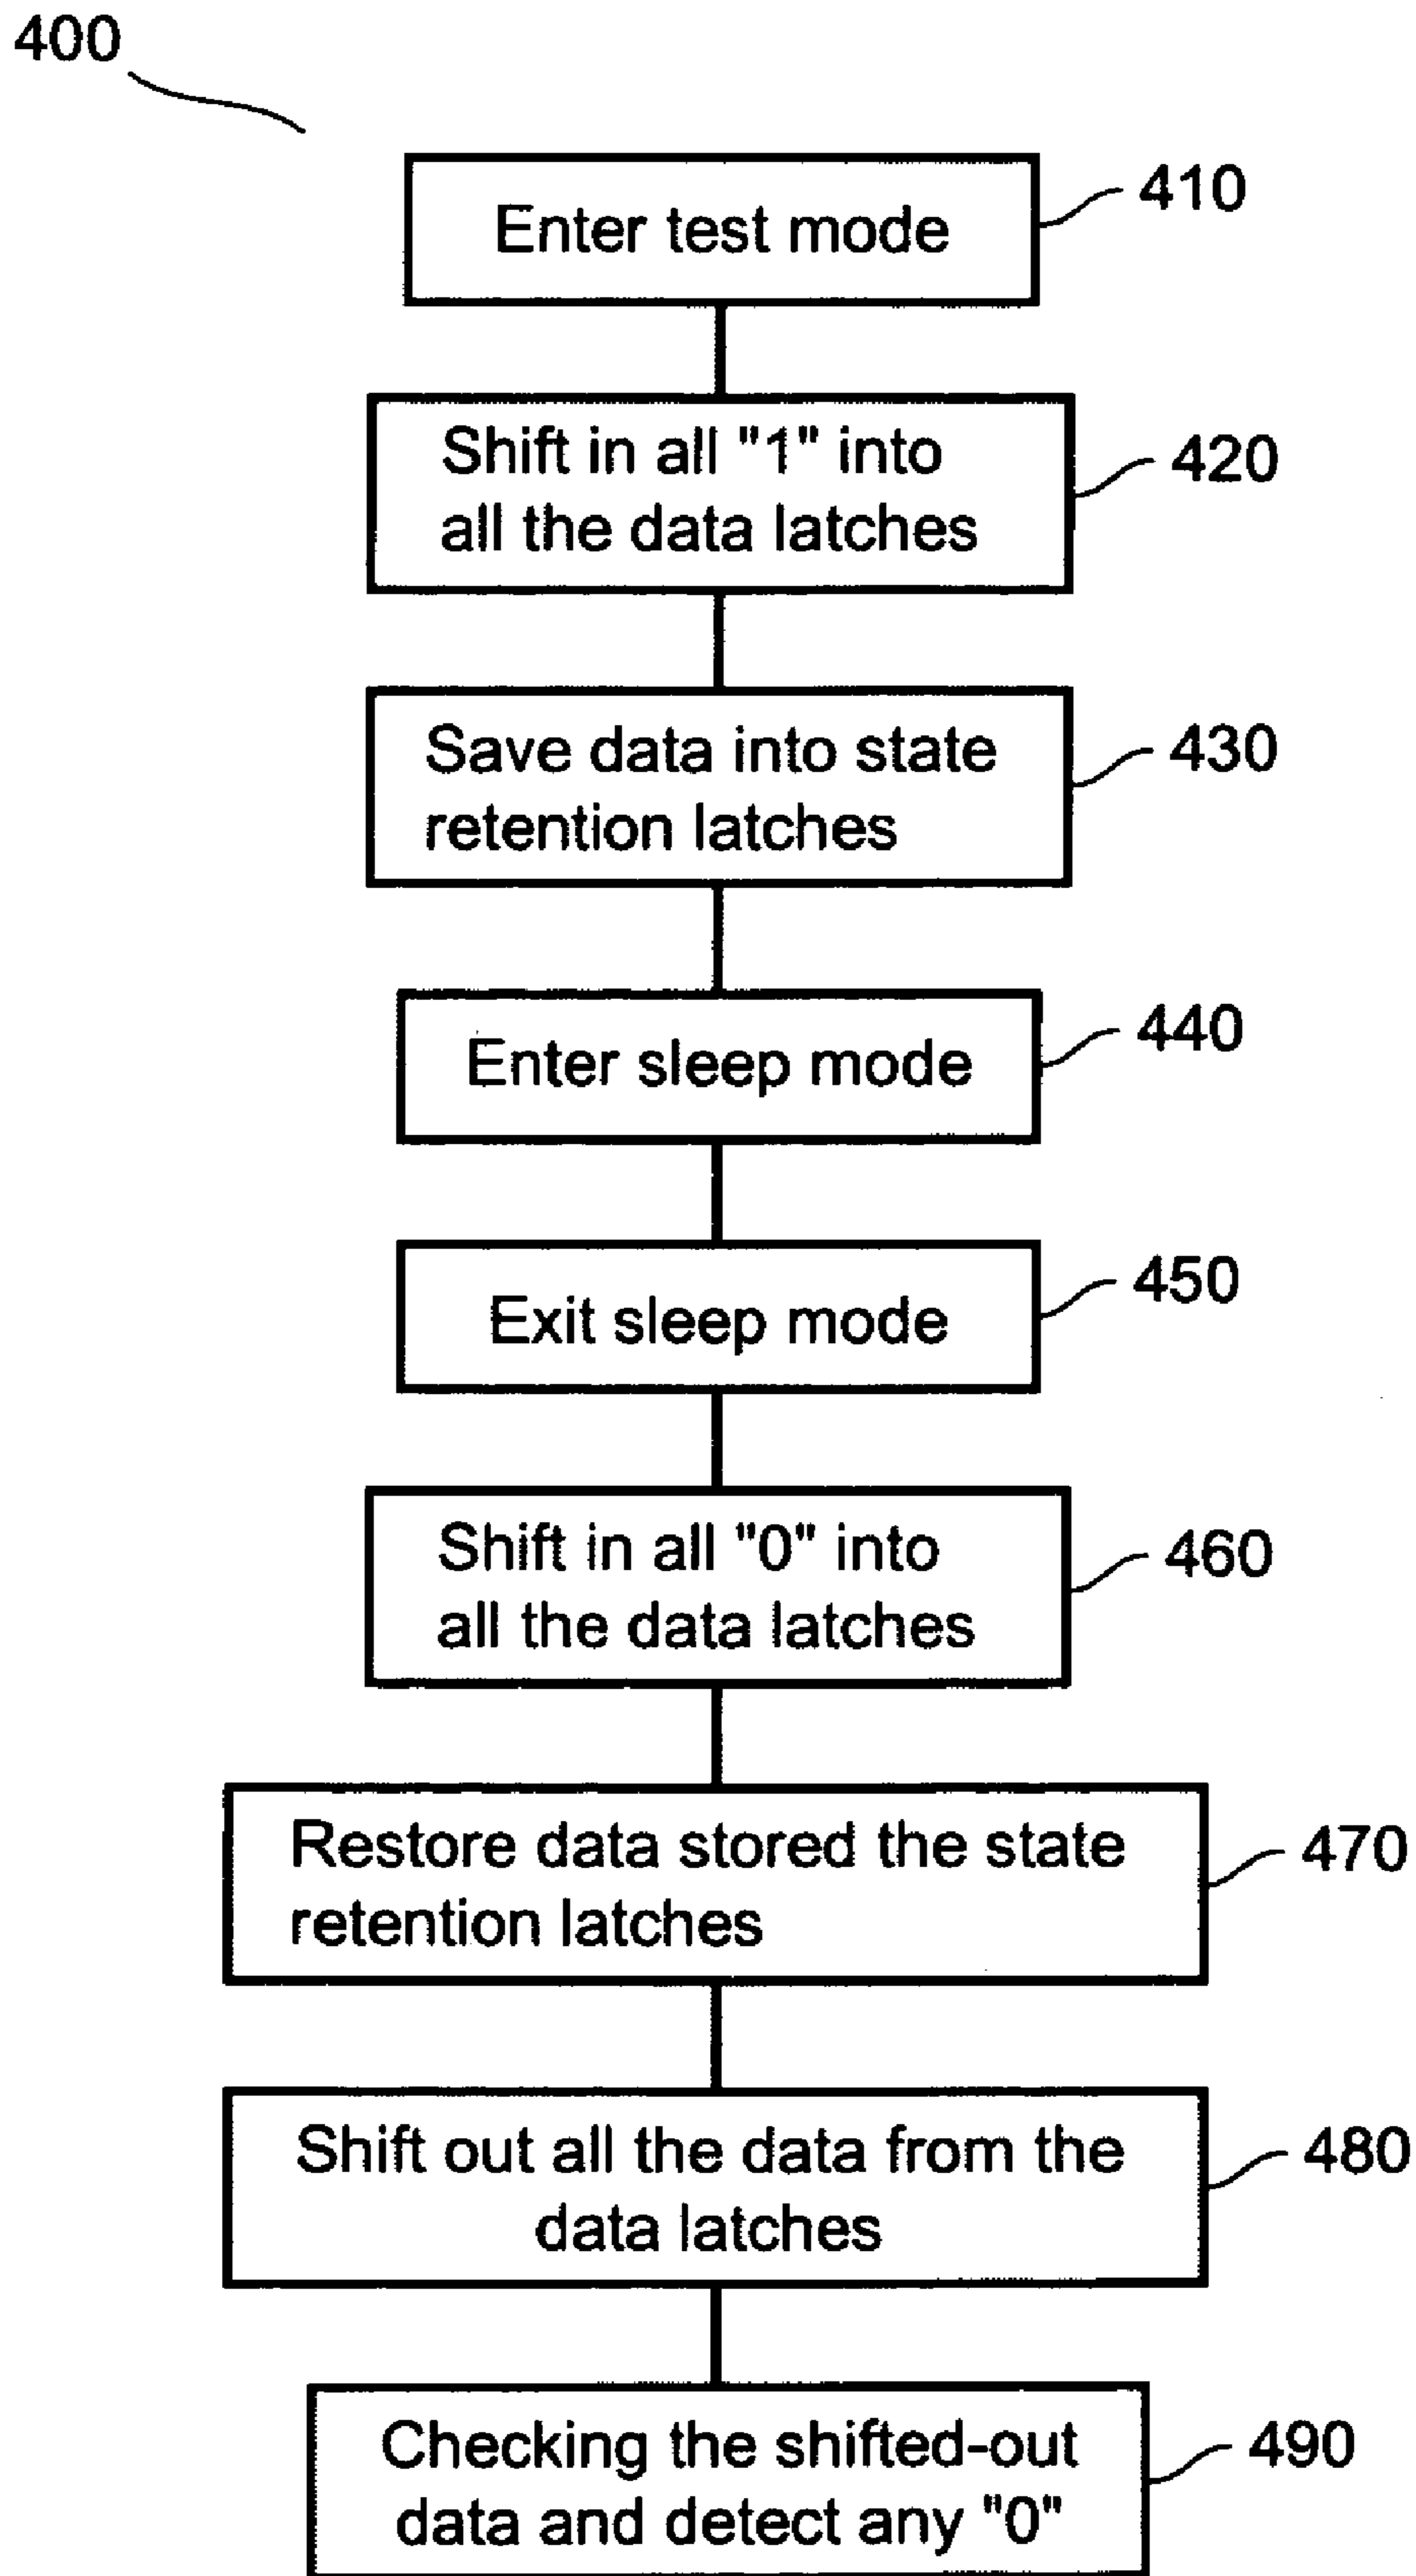 400
Enter test mode
410
Shift in all "1" into
all the data latches
420
Save data into state
retention latches
430
Enter sleep mode
440
Exit sleep mode
450
Shift in all "0" into
all the data latches
460
Restore data stored the state
retention latches
470
Shift out all the data from the
data latches
480
Checking the shifted-out
data and detect any "0"
490